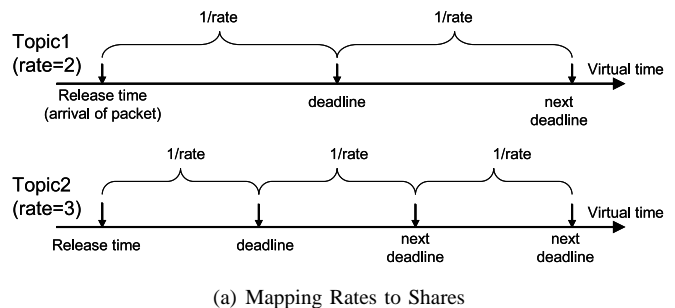 1/rate 1/rate
Topic1
(rate=2)
Virtual time
Release time
(arrival of packet)
deadline
next
deadline
1/rate 1/rate 1/rate
Topic2
(rate=3)
Virtual time
Release time
deadline
next
deadline
next
deadline
(a) Mapping Rates to Shares